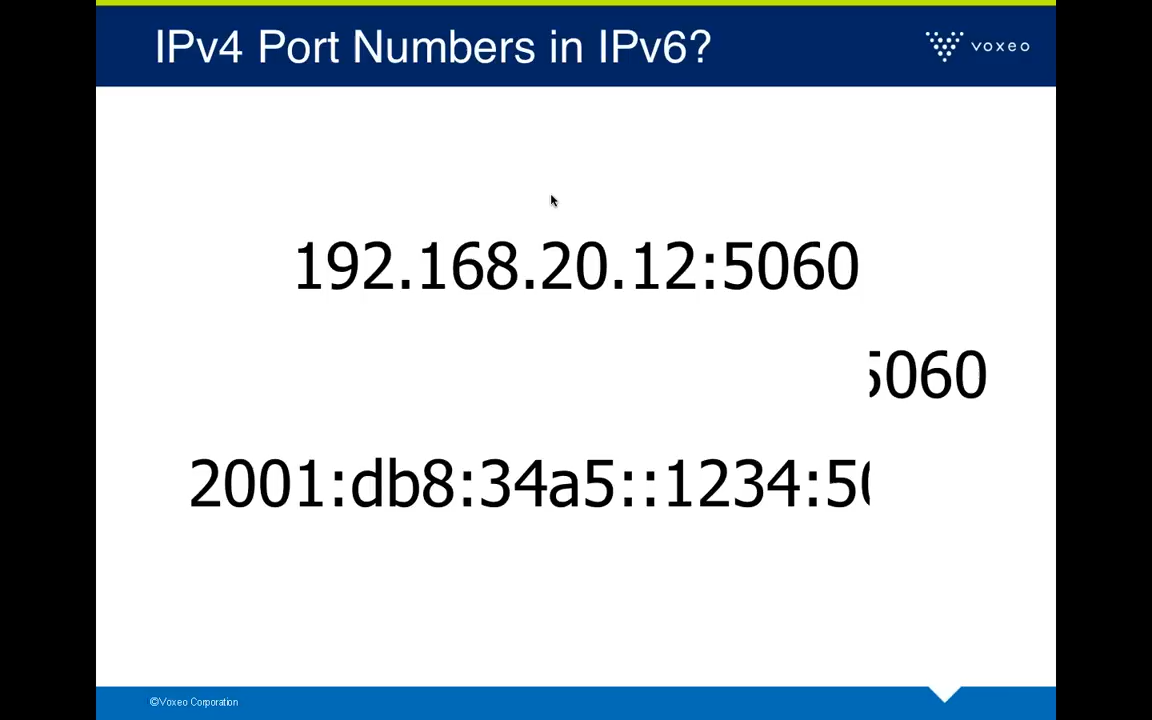 IPv4 Port Numbers in IPv6?
voxeo
192.168.20.12:5060
5060
2001:db8:34a5::1234:50
©Voxeo Corporation